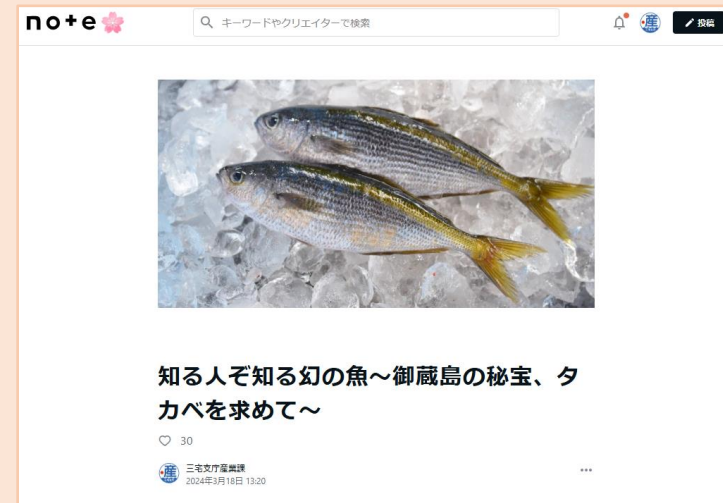 note
キーワードやクリエイターで検索
産
投稿
知る人ぞ知る幻の魚～御蔵島の秘宝、タ
カベを求めて～
30
産
三宅支庁産業課
2024年3月18日 13:20